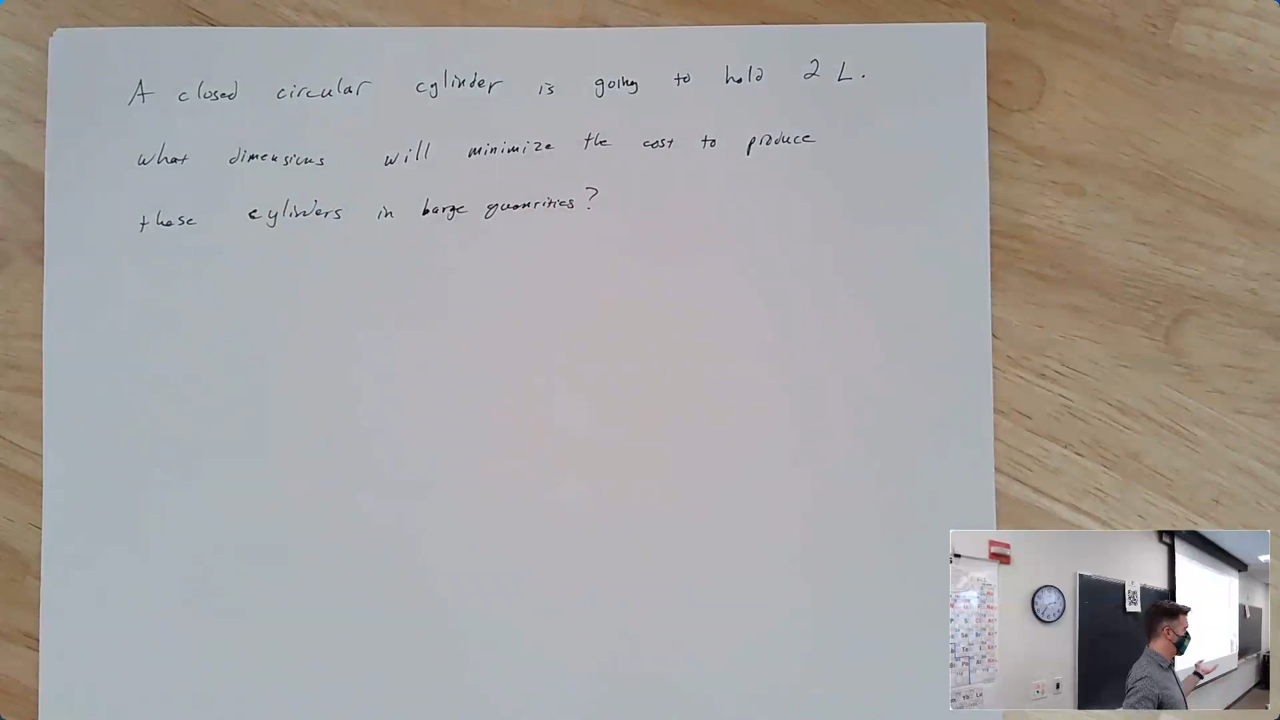 A closed circular cylinder is going to hold 2 L.
What dimensions will minimize the cost to produce
these cylinders in large quantities?